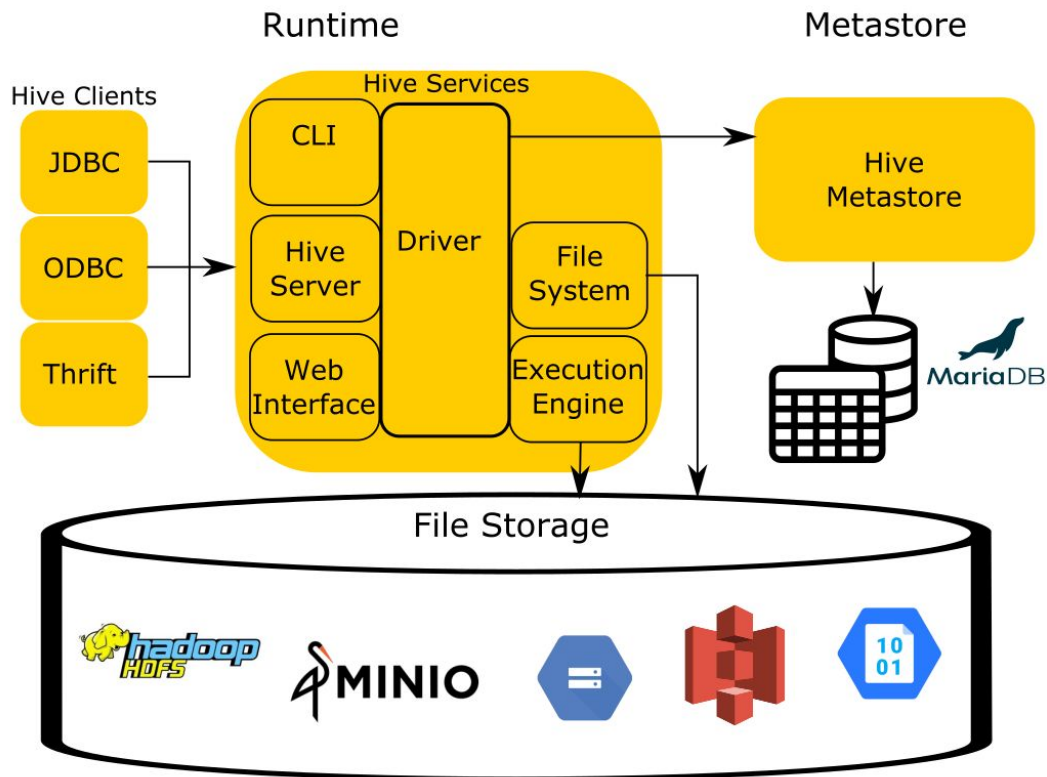 Runtime
Metastore
Hive Clients
JDBC
ODBC
Thrift
Hive Services
CLI
Hive
Server
Web
Interface
Driver
File
System
Execution
Engine
Hive
Metastore
MariaDB
File Storage
hadoop
HDFS
MINIO
10
01